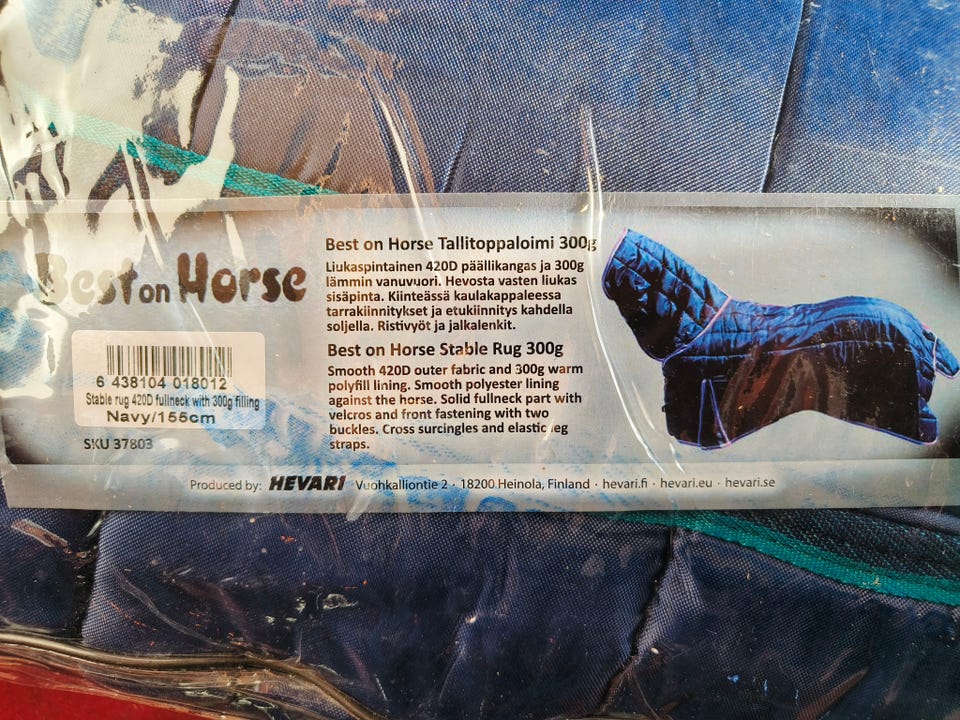 Best on Horse
6 438104 018012
Stable rug 420D fullneck with 300g filling
Navy/155cm
SKU 37803
Best on Horse Tallitoppaloimi 300g
Liukaspintainen 420D päällikangas ja 300g
lämmin vanuvuori. Hevosta vasten liukas
sisäpinta. Kiinteässä kaulakappaleessa
tarrakiinnitykset ja etukiinnitys kahdella
soljella. Ristivyöt ja jalkalenkit.
Best on Horse Stable Rug 300g
Smooth 420D outer fabric and 300g warm
polyfill lining. Smooth polyester lining
against the horse. Solid fullneck part with
velcros and front fastening with two
buckles. Cross surcingles and elastic leg
straps.
Produced by: HEVARI Vuohkalliontie 2 · 18200 Heinola, Finland · hevari.fi · hevari.eu · hevari.se